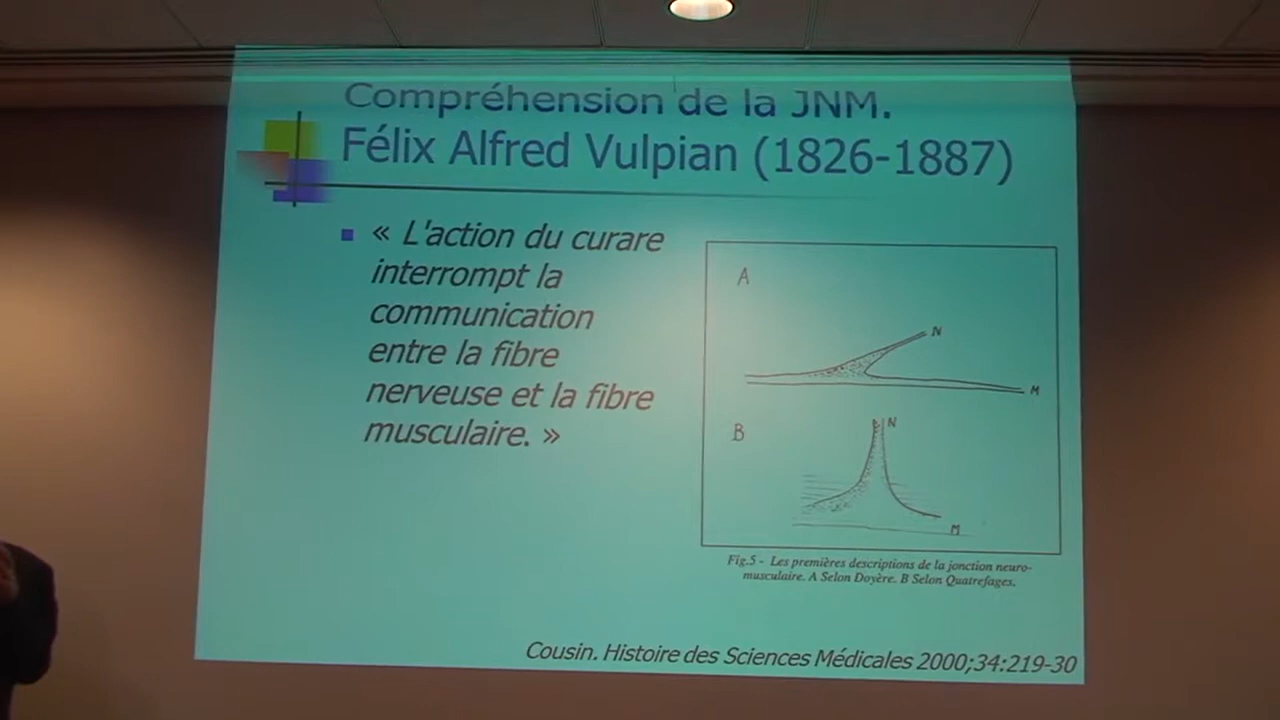 Compréhension de la JNM.
Félix Alfred Vulpian (1826-1887)
« L'action du curare
interrompt la
communication
entre la fibre
nerveuse et la fibre
musculaire. »
A
N
M
B
N
M
Fig.5 - Les premières descriptions de la jonction neuro-
musculaire. A Selon Doyère. B Selon Quatrefages.
Cousin. Histoire des Sciences Médicales 2000;34:219-30